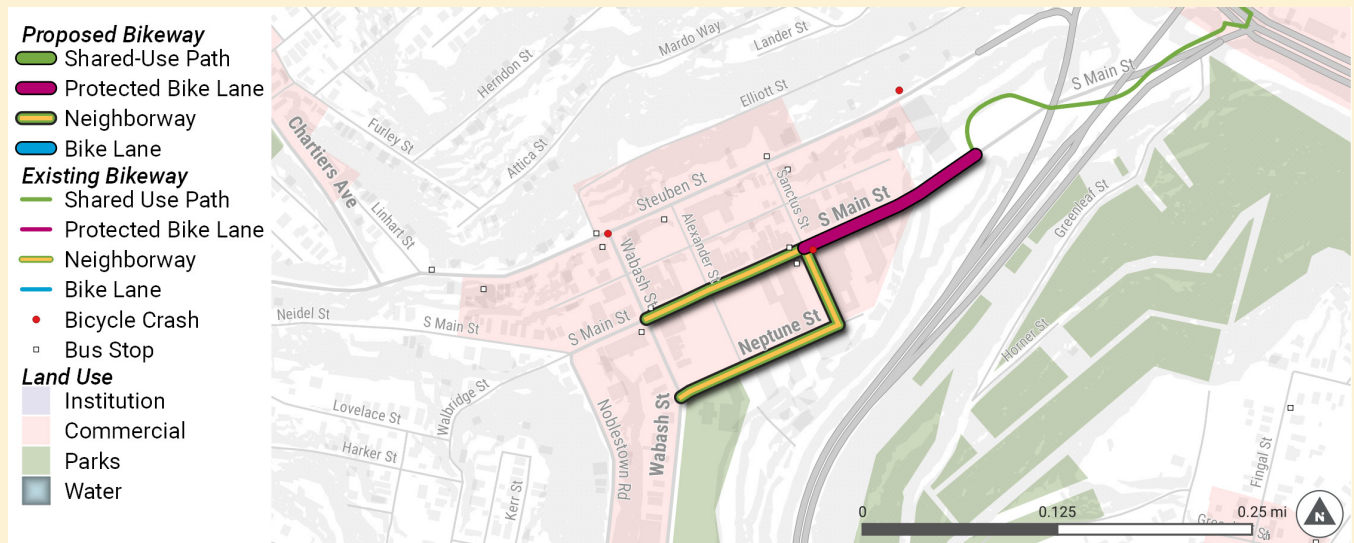 Proposed Bikeway
Shared-Use Path
Protected Bike Lane
Neighborway
Bike Lane
Existing Bikeway
Shared Use Path
Protected Bike Lane
Neighborway
Bike Lane
Bicycle Crash
Bus Stop
Land Use
Institution
Commercial
Parks
Water
Mardo Way
Lander St
Herndon St
S Main St
Elliott St
Chartiers Ave
Furley St
Attica St
Steuben St
Sanctus St
S Main St
Greenleaf St
Linhart St
Alexander St
Wabash St
Neidel St
S Main St
S Main St
Neptune St
Horner St
Walbridge St
Lovelace St
Noblestown Rd
Wabash St
Harker St
Kerr St
Fingal St
0
0.125
0.25 mi
N